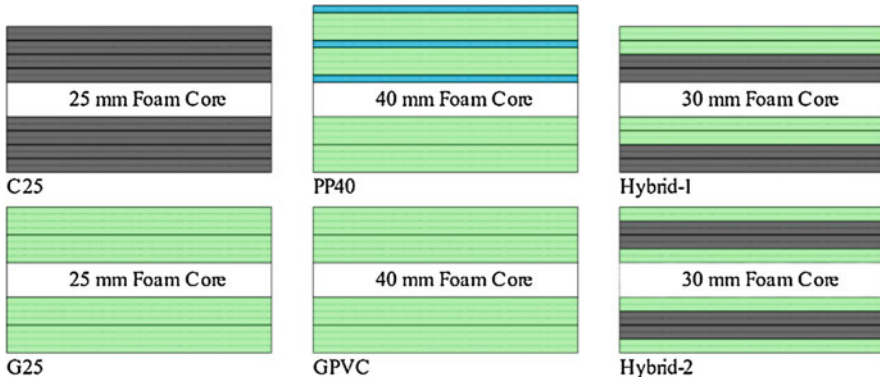 25 mm Foam Core
40 mm Foam Core
30 mm Foam Core
C25
PP40
Hybrid-1
25 mm Foam Core
40 mm Foam Core
30 mm Foam Core
G25
GPVC
Hybrid-2